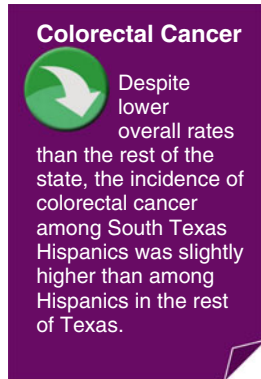 Colorectal Cancer
Despite
lower
overall rates
than the rest of the
state, the incidence of
colorectal cancer
among South Texas
Hispanics was slightly
higher than among
Hispanics in the rest
of Texas.